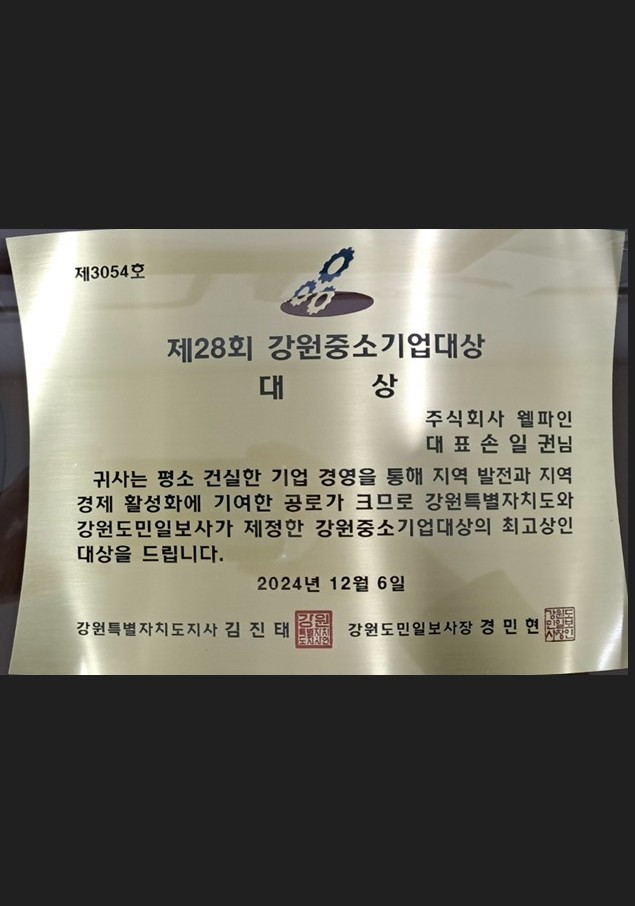 제3054호
제28회 강원중소기업대상
대 상
주식회사 웰파인
대표손일권님
귀사는 평소 건실한 기업 경영을 통해 지역 발전과 지역
경제 활성화에 기여한 공로가 크므로 강원특별자치도와
강원도민일보사가 제정한 강원중소기업대상의 최고상인
대상을 드립니다.
2024년 12월 6일
강원특별자치도지사 김진태 강원도민일보사장 경민현